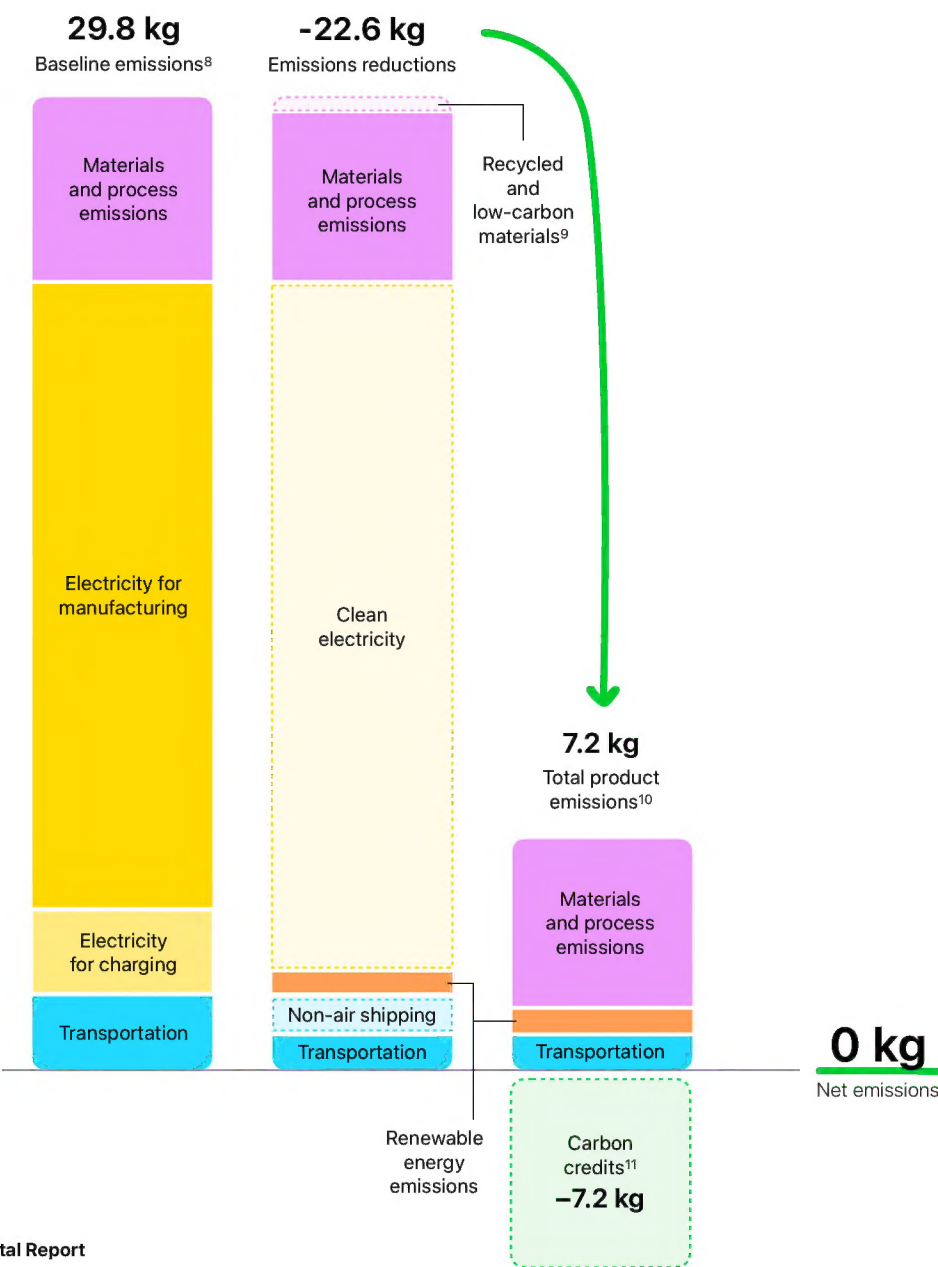 29.8 kg
Baseline emissions⁸
-22.6 kg
Emissions reductions
Materials
and process
emissions
Electricity for
manufacturing
Electricity
for charging
Transportation
Materials
and process
emissions
Recycled
and
low-carbon
materials⁹
Clean
electricity
Non-air shipping
Transportation
Renewable
energy
emissions
7.2 kg
Total product
emissions¹⁰
Materials
and process
emissions
Transportation
Carbon
credits¹¹
–7.2 kg
0 kg
Net emissions
tal Report